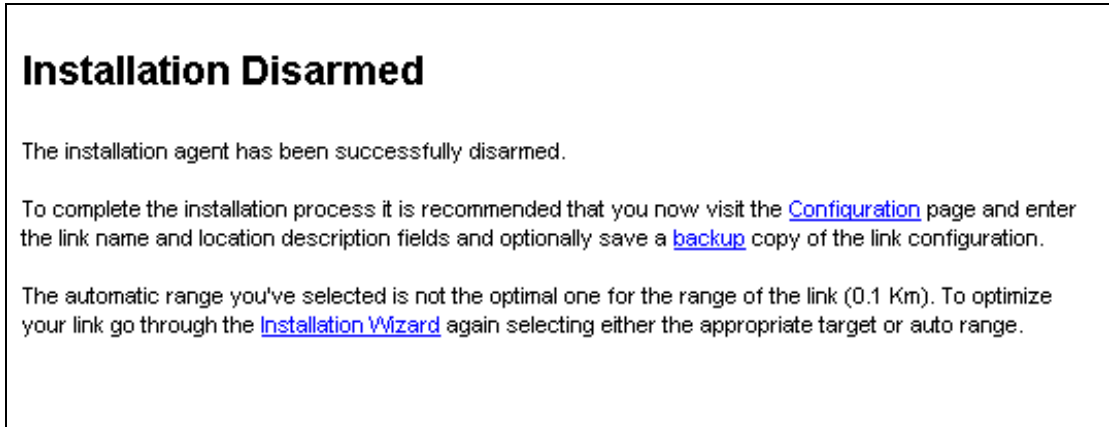 Installation Disarmed
The installation agent has been successfully disarmed.
To complete the installation process it is recommended that you now visit the Configuration page and enter
the link name and location description fields and optionally save a backup copy of the link configuration.
The automatic range you've selected is not the optimal one for the range of the link (0.1 Km). To optimize
your link go through the Installation Wizard again selecting either the appropriate target or auto range.